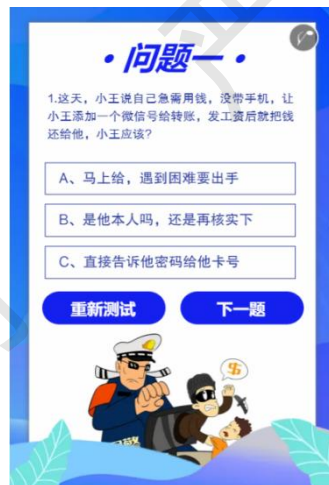 ·问题一·
1.这天，小王说自己急需用钱，没带手机，让
小王添加一个微信号给转账，发工资后就把钱
还给他，小王应该？
A、马上给，遇到困难要出手
B、是他本人吗，还是再核实下
C、直接告诉他密码给他卡号
重新测试
下一题